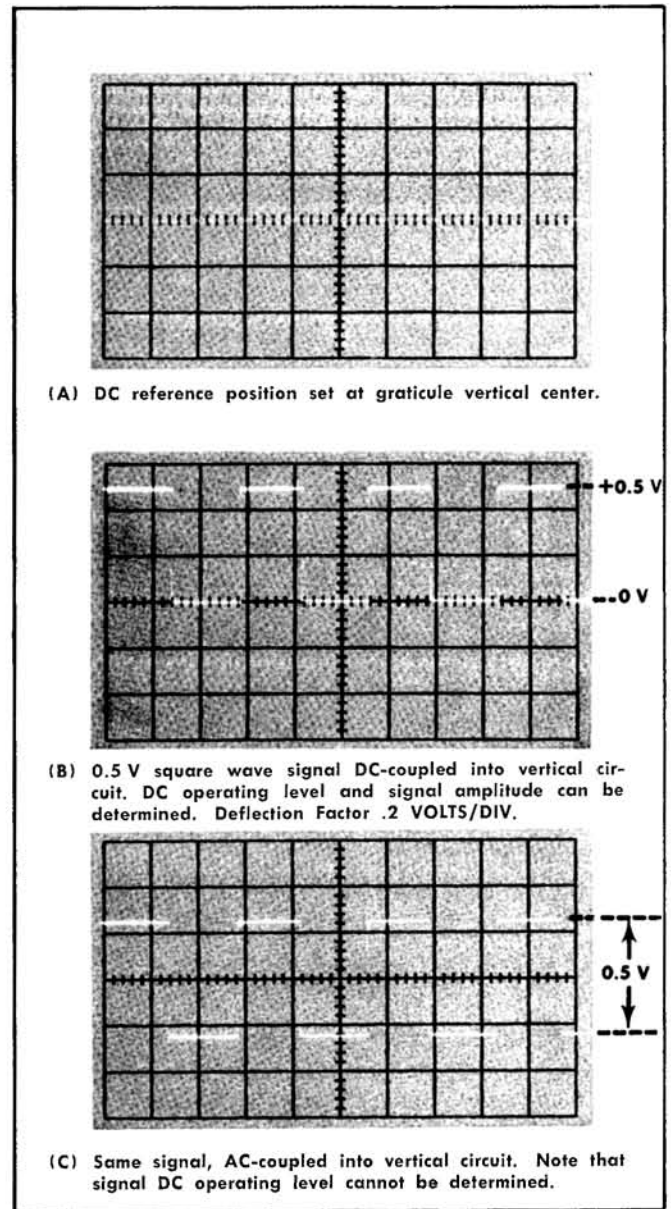 (A) DC reference position set at graticule vertical center.
+0.5 V
0 V
(B) 0.5 V square wave signal DC-coupled into vertical cir-
cuit. DC operating level and signal amplitude can be
determined. Deflection Factor .2 VOLTS/DIV.
0.5 V
(C) Same signal, AC-coupled into vertical circuit. Note that
signal DC operating level cannot be determined.